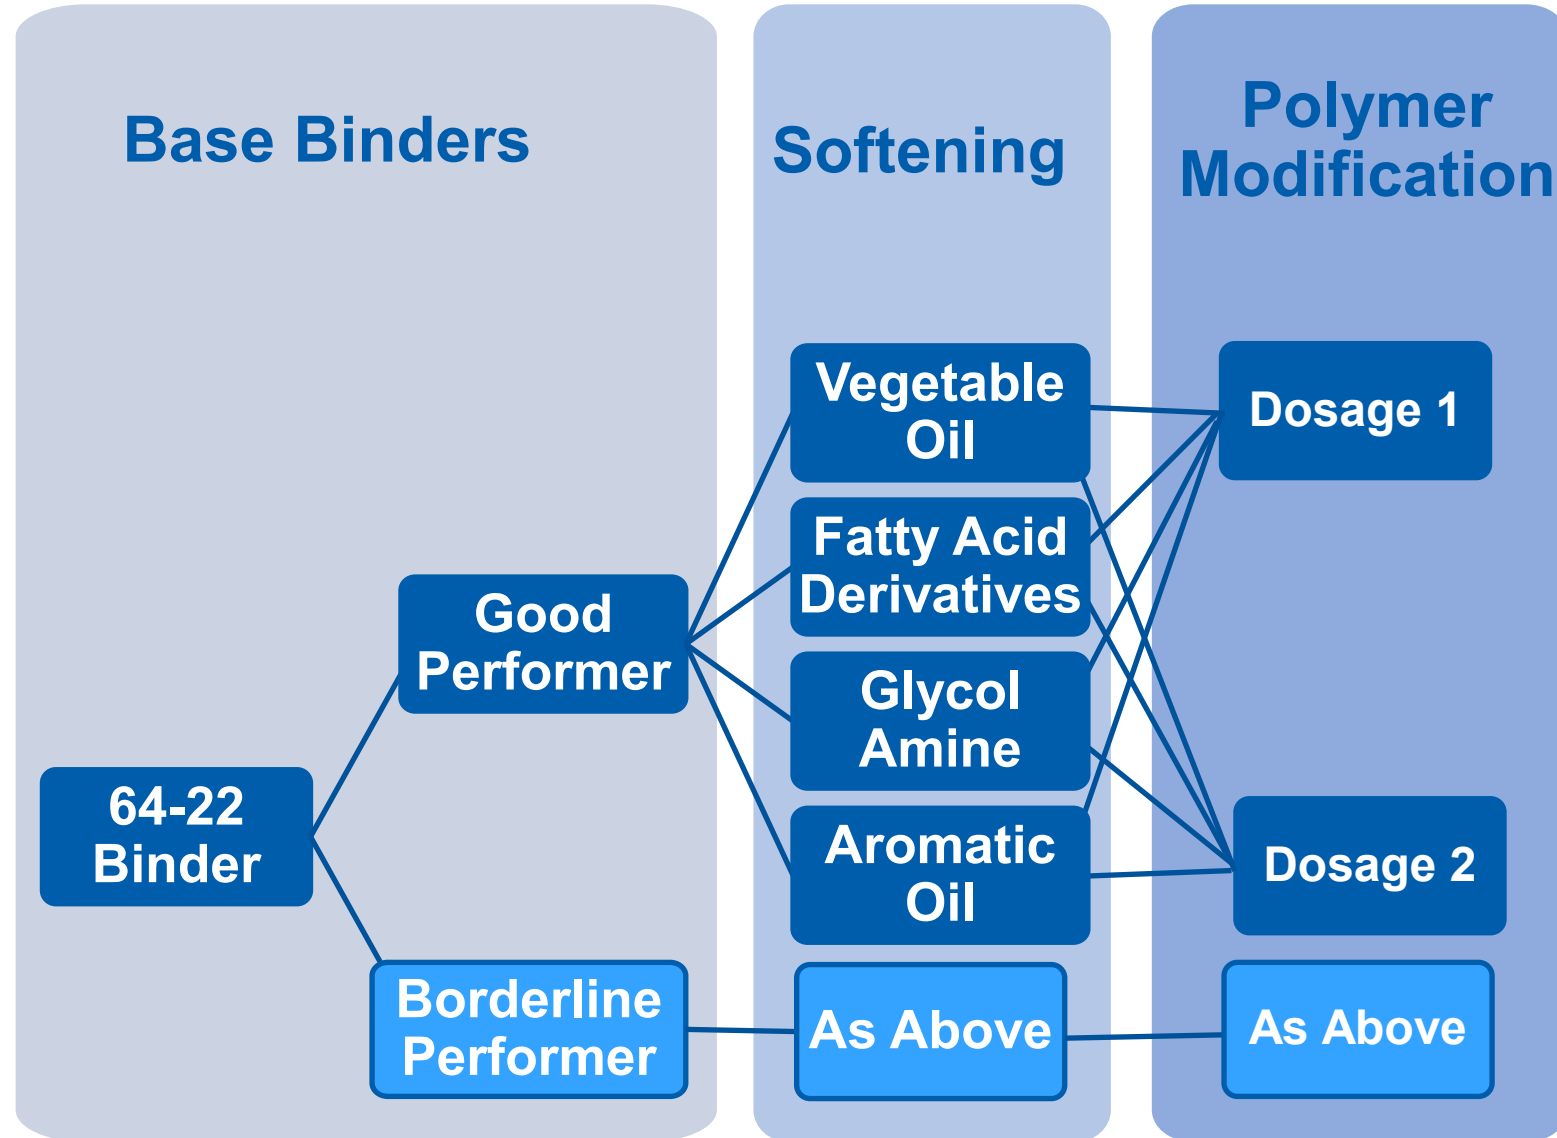 Base Binders
Softening
Polymer
Modification
Vegetable
Oil
Dosage 1
Fatty Acid
Derivatives
Good
Performer
Glycol
Amine
64-22
Binder
Aromatic
Oil
Dosage 2
Borderline
Performer
As Above
As Above